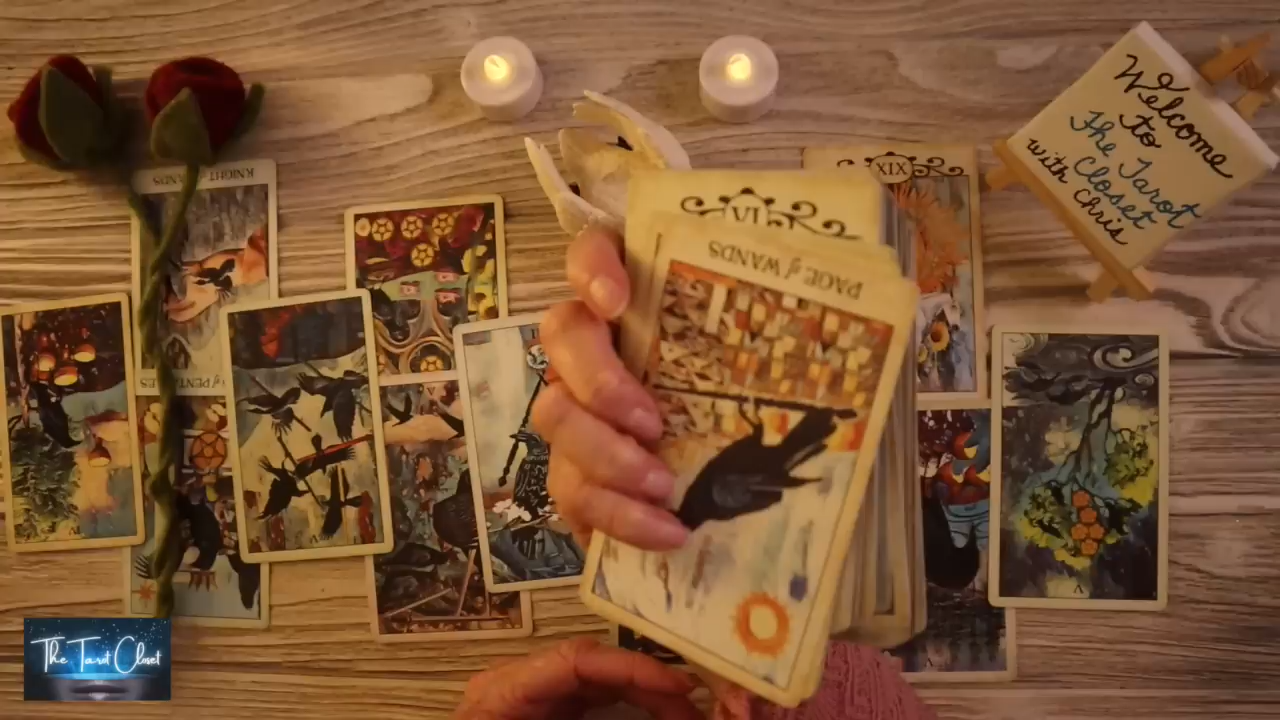 Welcome
to
The Tarot
Closet
with Chris
XIX
VI
PAGE of WANDS
KNIGHT of WANDS
of PENTACLES
V
The Tarot Closet